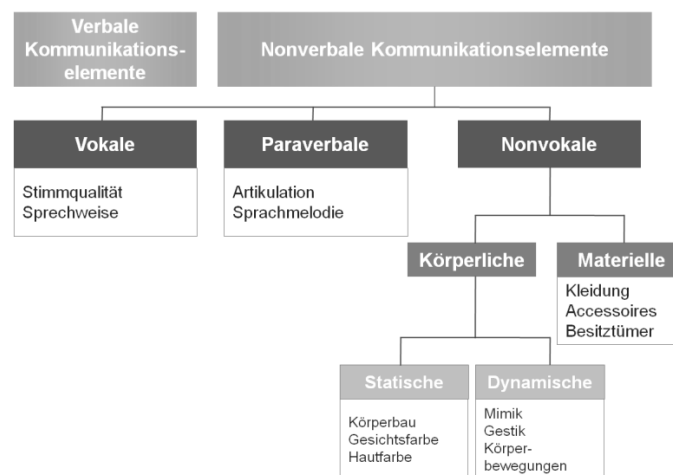 Verbale
Kommunikations-
elemente
Nonverbale Kommunikationselemente
Vokale
Stimmqualität
Sprechweise
Paraverbale
Artikulation
Sprachmelodie
Nonvokale
Körperliche
Materielle
Kleidung
Accessoires
Besitztümer
Statische
Körperbau
Gesichtsfarbe
Hautfarbe
Dynamische
Mimik
Gestik
Körper-
bewegungen